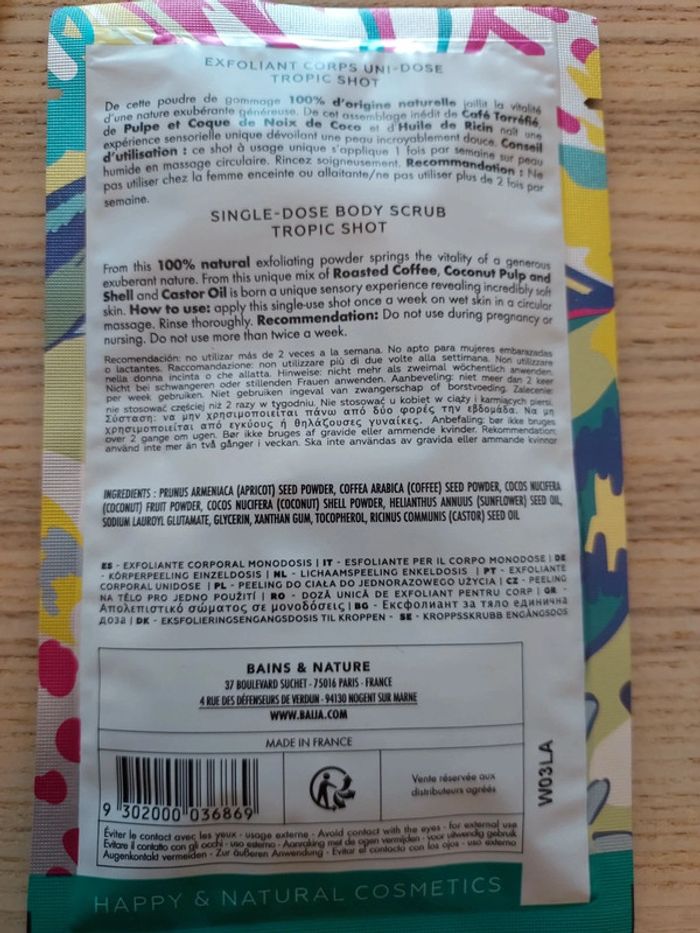 EXFOLIANT CORPS UNI-DOSE
TROPIC SHOT
De cette poudre de gommage 100% d'origine naturelle jaillit la vitalité
d'une nature exubérante généreuse. De cet assemblage inédit de Café Torréfié,
de Pulpe et Coque de Noix de Coco et d'Huile de Ricin naît une
expérience sensorielle unique dévoilant une peau incroyablement douce. Conseil
d'utilisation : ce shot à usage unique s'applique 1 fois par semaine sur peau
humide en massage circulaire. Rincez soigneusement. Recommandation : Ne
pas utiliser chez la femme enceinte ou allaitante/ne pas utiliser plus de 2 fois par
semaine.
SINGLE-DOSE BODY SCRUB
TROPIC SHOT
From this 100% natural exfoliating powder springs the vitality of a generous
exuberant nature. From this unique mix of Roasted Coffee, Coconut Pulp and
Shell and Castor Oil is born a unique sensory experience revealing incredibly soft
skin. How to use: apply this single-use shot once a week on wet skin in a circular
massage. Rinse thoroughly. Recommendation: Do not use during pregnancy or
nursing. Do not use more than twice a week.
Recomendación: no utilizar más de 2 veces a la semana. No apto para mujeres embarazadas
o lactantes. Raccomandazione: non utilizzare più di due volte alla settimana. Non utilizzare
nella donna incinta o che allatta. Hinweise: nicht mehr als zweimal wöchentlich anwenden.
Nicht bei schwangeren oder stillenden Frauen anwenden. Aanbeveling: niet meer dan 2 keer
per week gebruiken. Niet gebruiken ingeval van zwangerschap of borstvoeding. Zalecenie:
nie stosować częściej niż 2 razy w tygodniu. Nie stosować u kobiet w ciąży i karmiących piersi.
Σύσταση: να μην χρησιμοποιείται πάνω από δύο φορές την εβδομάδα. Να μη
χρησιμοποιείται από εγκύους ή θηλάζουσες γυναίκες. Anbefaling: bør ikke bruges
over 2 gange om ugen. Bør ikke bruges af gravide eller ammende kvinder. Rekommendation:
använd inte mer än två gånger i veckan. Ska inte användas av gravida eller ammande kvinnor
INGREDIENTS : PRUNUS ARMENIACA (APRICOT) SEED POWDER, COFFEA ARABICA (COFFEE) SEED POWDER, COCOS NUCIFERA
(COCONUT) FRUIT POWDER, COCOS NUCIFERA (COCONUT) SHELL POWDER, HELIANTHUS ANNUUS (SUNFLOWER) SEED OIL,
SODIUM LAUROYL GLUTAMATE, GLYCERIN, XANTHAN GUM, TOCOPHEROL, RICINUS COMMUNIS (CASTOR) SEED OIL
ES - EXFOLIANTE CORPORAL MONODOSIS | IT - ESFOLIANTE PER IL CORPO MONODOSE | DE
- KÖRPERPEELING EINZELDOSIS | NL - LICHAAMSPEELING ENKELDOSIS | PT - EXFOLIANTE
CORPORAL UNIDOSE | PL - PEELING DO CIAŁA DO JEDNORAZOWEGO UŻYCIA | CZ - PEELING
NA TĚLO PRO JEDNO POUŽITÍ | RO - DOZĂ UNICĂ DE EXFOLIANT PENTRU CORP | GR -
Απολεπιστικό σώματος σε μονοδόσεις | BG - Ексфолиант за тяло единична
доза | DK - EKSFOLIERINGSENGANGSDOSIS TIL KROPPEN - SE - KROPPSSKRUBB ENGÅNGSDOS
BAINS & NATURE
37 BOULEVARD SUCHET - 75016 PARIS - FRANCE
4 RUE DES DÉFENSEURS DE VERDUN - 94130 NOGENT SUR MARNE
WWW.BAIJA.COM
MADE IN FRANCE
9 302000 036869
Vente réservée aux
distributeurs agréés
W03LA
Éviter le contact avec les yeux - usage externe - Avoid contact with the eyes - for external use
Evitare il contatto con gli occhi - uso esterno - Aanraking met de ogen vermijden - voor uitwendig gebruik
Augenkontakt vermeiden - Zur äußeren Anwendung - Evitar el contacto con los ojos - uso externo
HAPPY & NATURAL COSMETICS